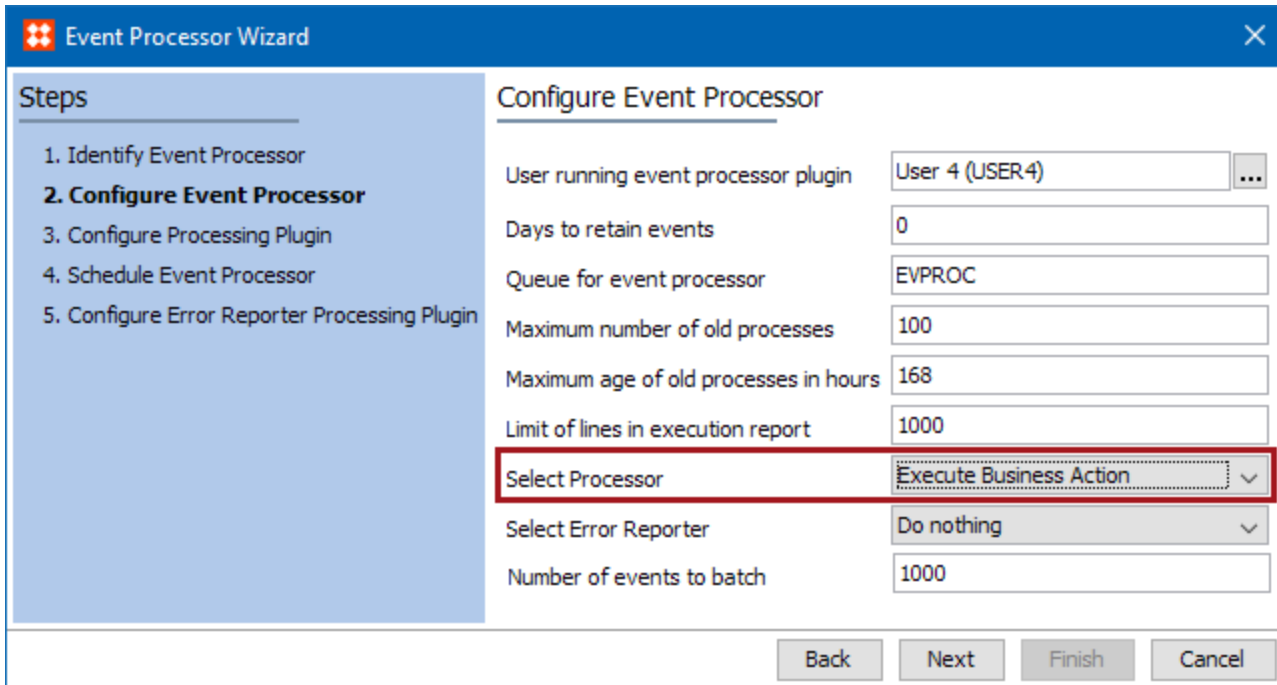 Event Processor Wizard
Steps
1. Identify Event Processor
2. Configure Event Processor
3. Configure Processing Plugin
4. Schedule Event Processor
5. Configure Error Reporter Processing Plugin
Configure Event Processor
User running event processor plugin User 4 (USER4) ...
Days to retain events 0
Queue for event processor EVPROC
Maximum number of old processes 100
Maximum age of old processes in hours 168
Limit of lines in execution report 1000
Select Processor Execute Business Action
Select Error Reporter Do nothing
Number of events to batch 1000
Back Next Finish Cancel